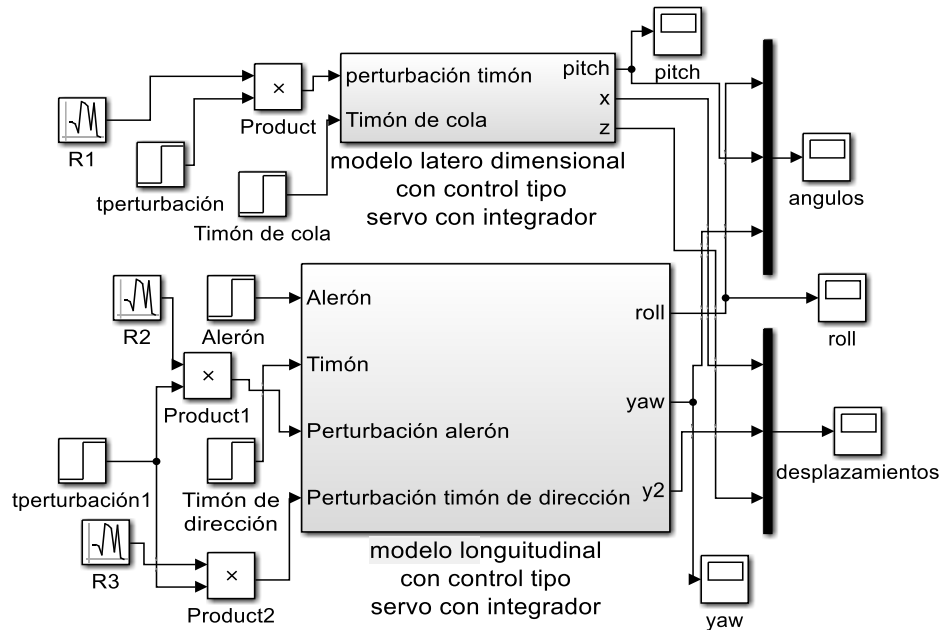 pitch
R1
×
Product
tperturbación
Timón de cola
perturbación timón
Timón de cola
pitch
x
z
modelo latero dimensional
con control tipo
servo con integrador
angulos
R2
Alerón
×
Product1
tperturbación1
Timón de
dirección
R3
×
Product2
Alerón
Timón
Perturbación alerón
Perturbación timón de dirección
roll
yaw
y2
modelo longuitudinal
con control tipo
servo con integrador
roll
desplazamientos
yaw